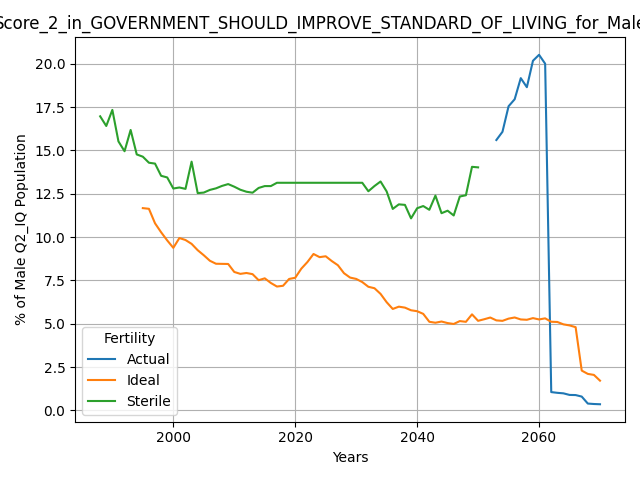 Score_2_in_GOVERNMENT_SHOULD_IMPROVE_STANDARD_OF_LIVING_for_Male
% of Male Q2_IQ Population
20.0
17.5
15.0
12.5
10.0
7.5
5.0
2.5
0.0
Fertility
Actual
Ideal
Sterile
2000 2020 2040 2060
Years